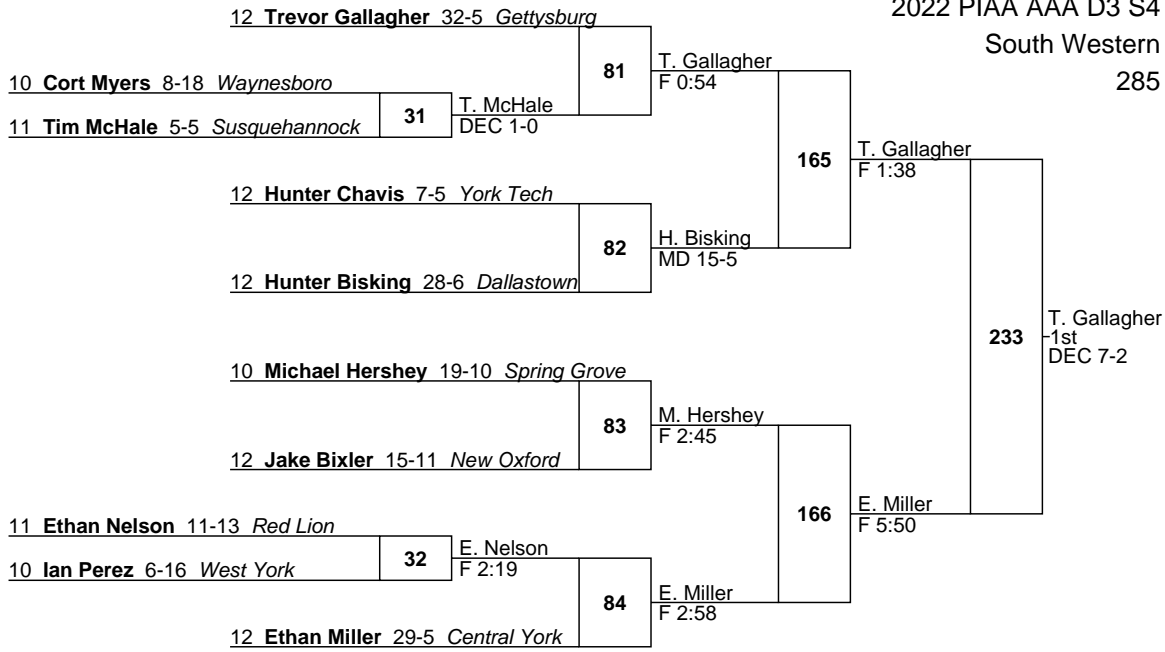 2022 PIAA AAA D3 S4
South Western
285
12 Trevor Gallagher 32-5 Gettysburg
81
T. Gallagher
F 0:54
10 Cort Myers 8-18 Waynesboro
31
T. McHale
DEC 1-0
11 Tim McHale 5-5 Susquehannock
165
T. Gallagher
F 1:38
12 Hunter Chavis 7-5 York Tech
82
H. Bisking
MD 15-5
12 Hunter Bisking 28-6 Dallastown
233
T. Gallagher
1st
DEC 7-2
10 Michael Hershey 19-10 Spring Grove
83
M. Hershey
F 2:45
12 Jake Bixler 15-11 New Oxford
166
E. Miller
F 5:50
11 Ethan Nelson 11-13 Red Lion
32
E. Nelson
F 2:19
10 Ian Perez 6-16 West York
84
E. Miller
F 2:58
12 Ethan Miller 29-5 Central York